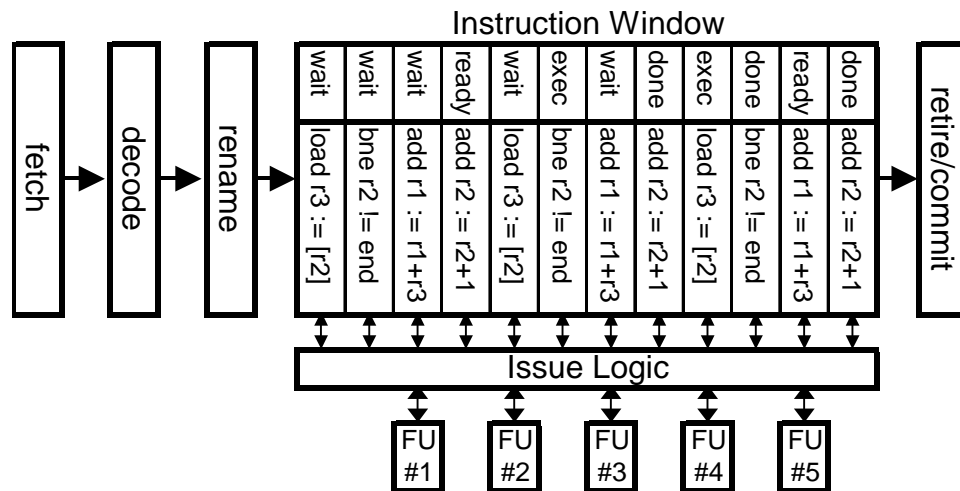 Instruction Window
fetch
decode
rename
wait
wait
wait
ready
wait
exec
wait
done
exec
done
ready
done
load r3 := [r2]
bne r2 != end
add r1 := r1+r3
add r2 := r2+1
load r3 := [r2]
bne r2 != end
add r1 := r1+r3
add r2 := r2+1
load r3 := [r2]
bne r2 != end
add r1 := r1+r3
add r2 := r2+1
retire/commit
Issue Logic
FU
#1
FU
#2
FU
#3
FU
#4
FU
#5